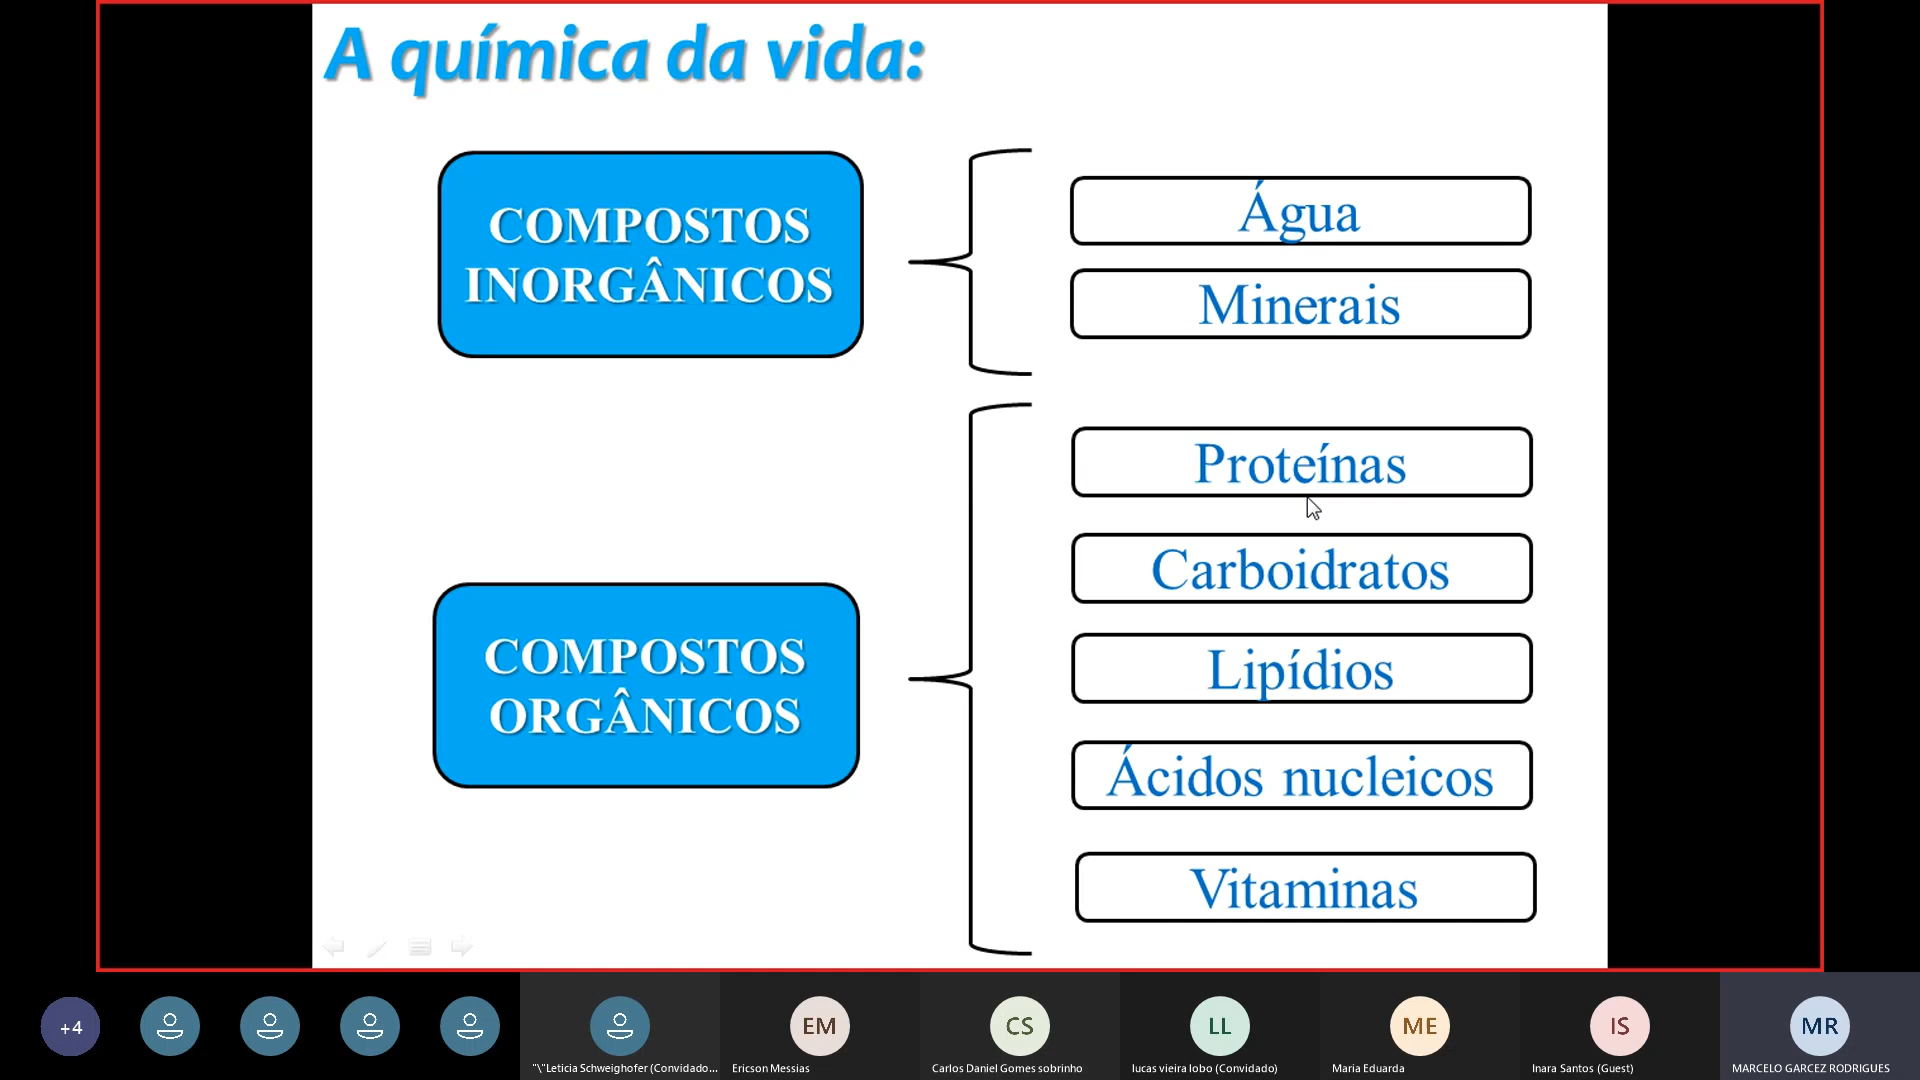 A química da vida:
COMPOSTOS
INORGÂNICOS
Água
Minerais
COMPOSTOS
ORGÂNICOS
Proteínas
Carboidratos
Lipídios
Ácidos nucleicos
Vitaminas
+4
EM
CS
LL
ME
IS
MR
"\"Leticia Schweighofer (Convidado...
Ericson Messias
Carlos Daniel Gomes sobrinho
lucas vieira lobo (Convidado)
Maria Eduarda
Inara Santos (Guest)
MARCELO GARCEZ RODRIGUES